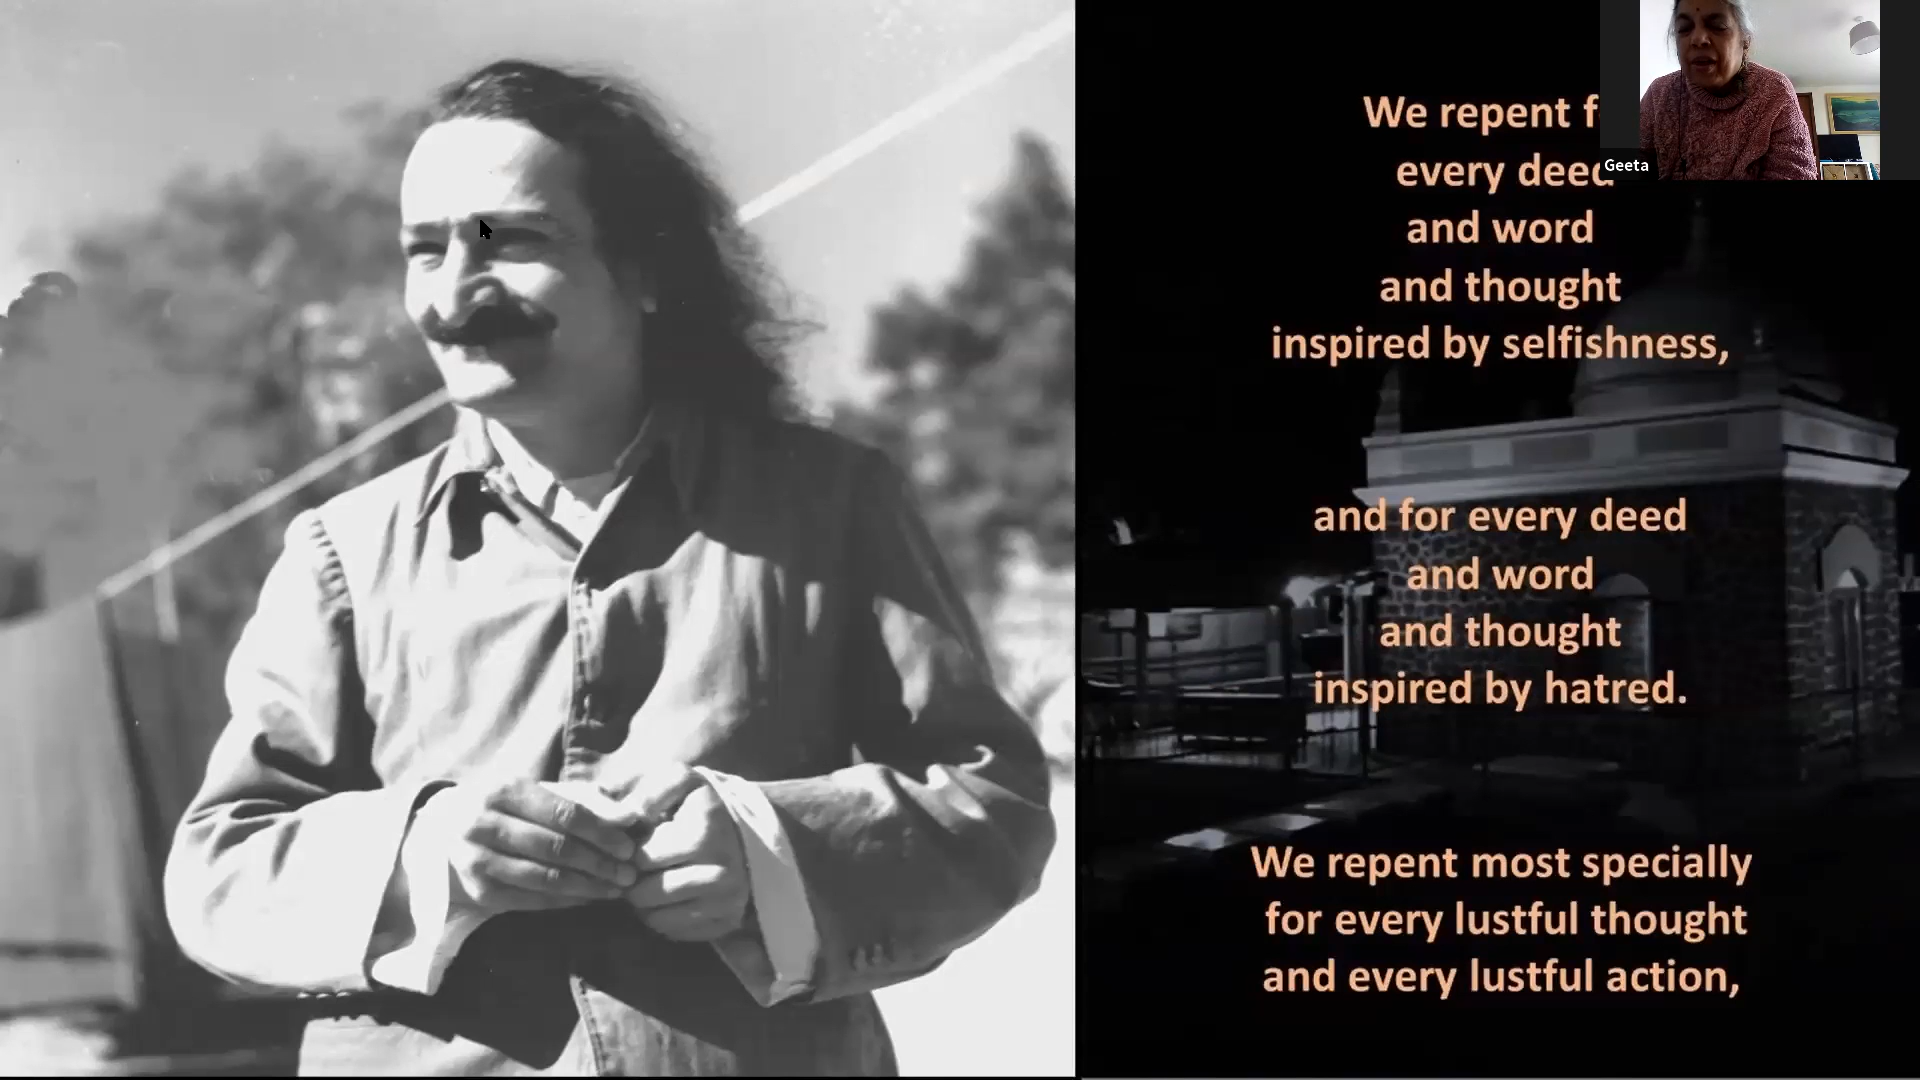 We repent f
every deed
and word
and thought
inspired by selfishness,
and for every deed
and word
and thought
inspired by hatred.
We repent most specially
for every lustful thought
and every lustful action,
Geeta